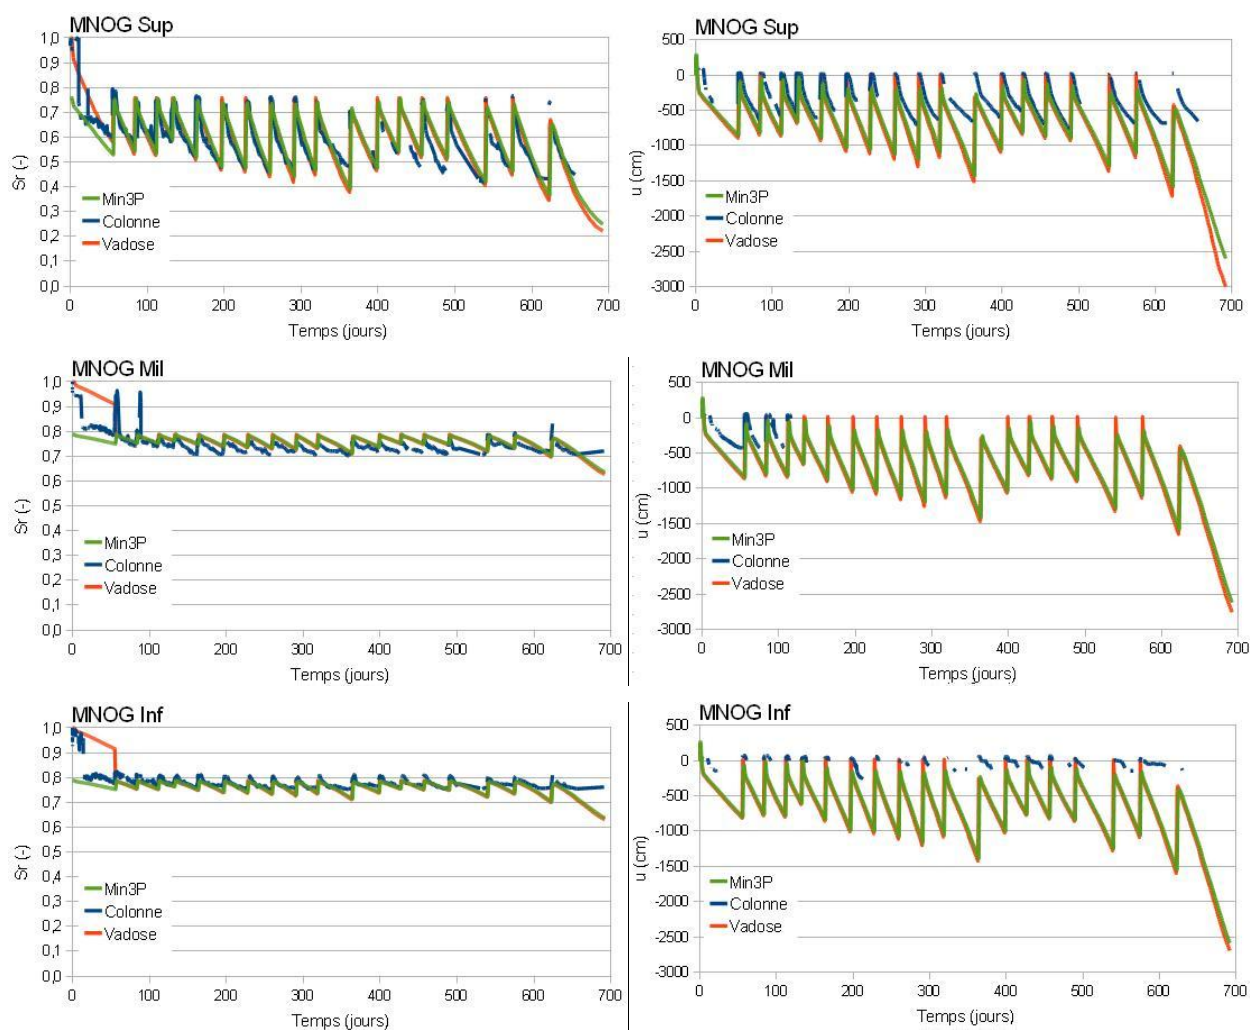 MNOG Sup
1,0
0,9
0,8
0,7
0,6
0,5
0,4
0,3
0,2
0,1
0,0
Sr (-)
Min3P
Colonne
Vadose
0 100 200 300 400 500 600 700
Temps (jours)
MNOG Sup
500
0
-500
-1000
-1500
-2000
-2500
-3000
u (cm)
Min3P
Colonne
Vadose
0 100 200 300 400 500 600 700
Temps (jours)
MNOG Mil
1,0
0,9
0,8
0,7
0,6
0,5
0,4
0,3
0,2
0,1
0,0
Sr (-)
Min3P
Colonne
Vadose
0 100 200 300 400 500 600 700
Temps (jours)
MNOG Mil
500
0
-500
-1000
-1500
-2000
-2500
-3000
u (cm)
Min3P
Colonne
Vadose
0 100 200 300 400 500 600 700
Temps (jours)
MNOG Inf
1,0
0,9
0,8
0,7
0,6
0,5
0,4
0,3
0,2
0,1
0,0
Sr (-)
Min3P
Colonne
Vadose
0 100 200 300 400 500 600 700
Temps (jours)
MNOG Inf
500
0
-500
-1000
-1500
-2000
-2500
-3000
u (cm)
Min3P
Colonne
Vadose
0 100 200 300 400 500 600 700
Temps (jours)